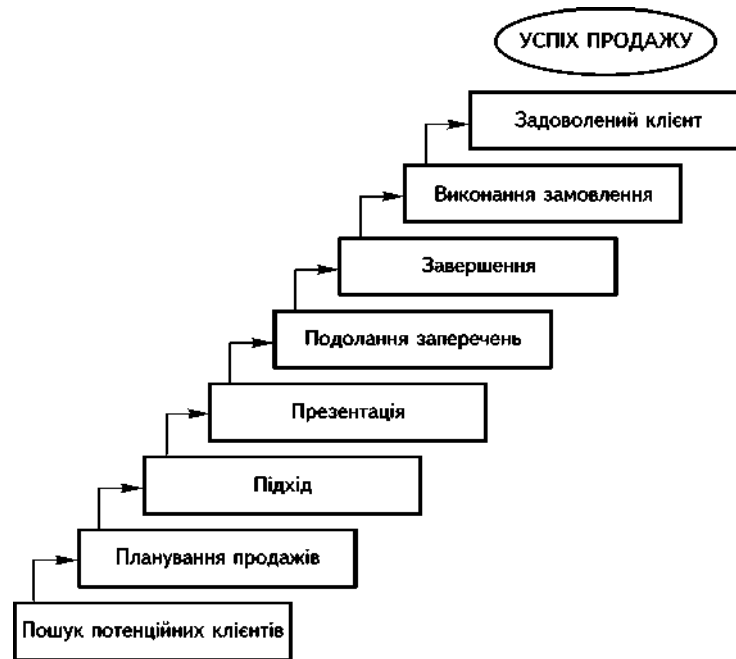 УСПІХ ПРОДАЖУ
Задоволений клієнт
Виконання замовлення
Завершення
Подолання заперечень
Презентація
Підхід
Планування продажів
Пошук потенційних клієнтів